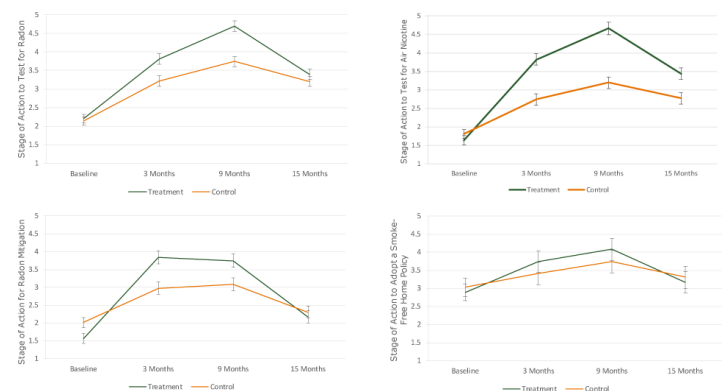 Stage of Action to Test for Radon
5
4.5
4
3.5
3
2.5
2
1.5
1
Baseline
3 Months
9 Months
15 Months
Treatment
Control
Stage of Action to Test for Air Nicotine
5
4.5
4
3.5
3
2.5
2
1.5
1
Baseline
3 Months
9 Months
15 Months
Treatment
Control
Stage of Action for Radon Mitigation
5
4.5
4
3.5
3
2.5
2
1.5
1
Baseline
3 Months
9 Months
15 Months
Treatment
Control
Stage of Action to Adopt a Smoke-
Free Home Policy
5
4.5
4
3.5
3
2.5
2
1.5
1
Baseline
3 Months
9 Months
15 Months
Treatment
Control